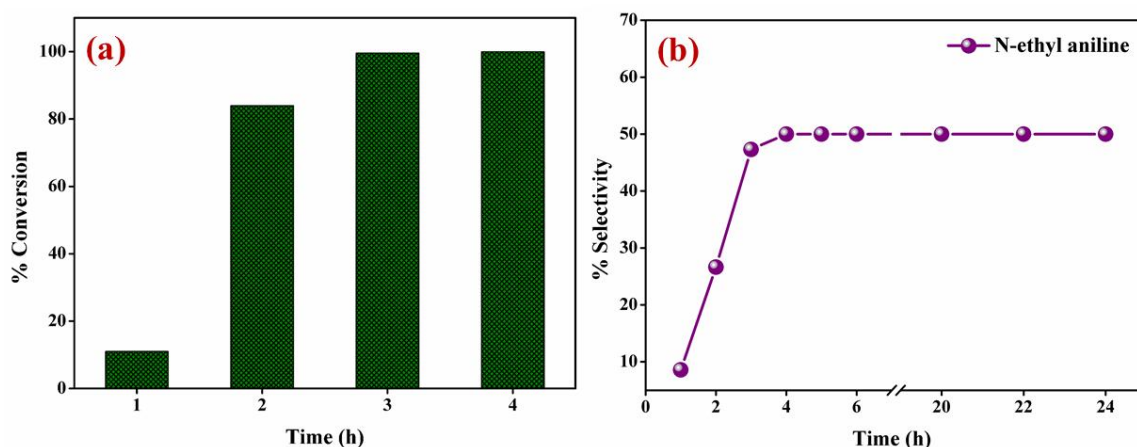 (a)
% Conversion
100
80
60
40
20
0
1 2 3 4
Time (h)
(b)
N-ethyl aniline
% Selectivity
70
60
50
40
30
20
10
0 2 4 6 20 22 24
Time (h)